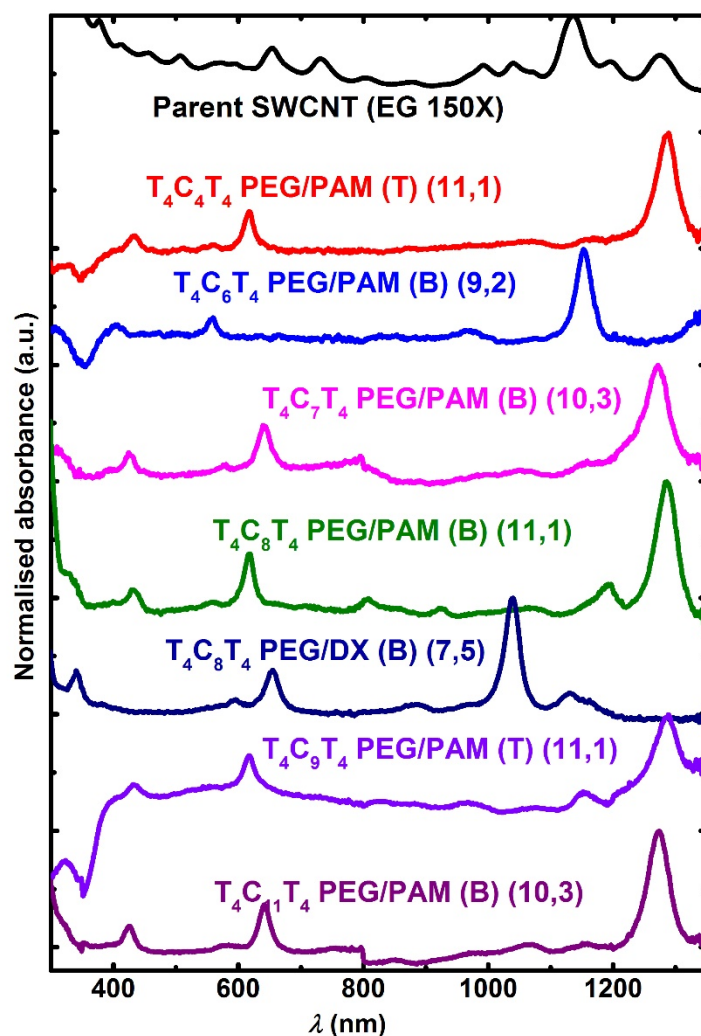 Parent SWCNT (EG 150X)
T₄C₄T₄ PEG/PAM (T) (11,1)
T₄C₆T₄ PEG/PAM (B) (9,2)
T₄C₇T₄ PEG/PAM (B) (10,3)
T₄C₈T₄ PEG/PAM (B) (11,1)
T₄C₈T₄ PEG/DX (B) (7,5)
T₄C₉T₄ PEG/PAM (T) (11,1)
T₄C₁₁T₄ PEG/PAM (B) (10,3)
Normalised absorbance (a.u.)
400 600 800 1000 1200
λ (nm)